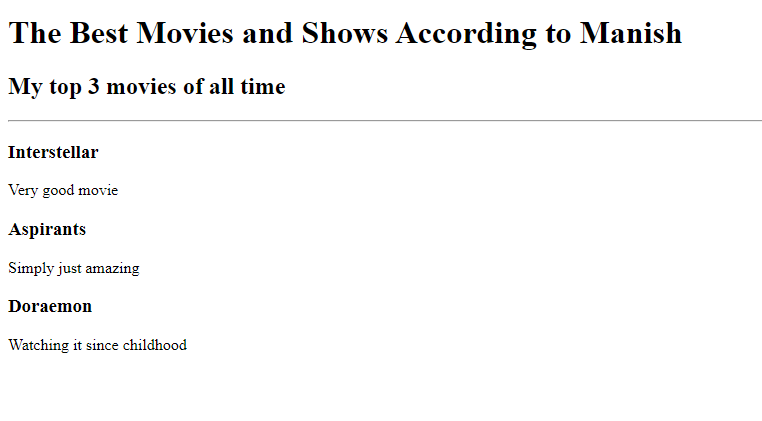 The Best Movies and Shows According to Manish
My top 3 movies of all time
Interstellar
Very good movie
Aspirants
Simply just amazing
Doraemon
Watching it since childhood